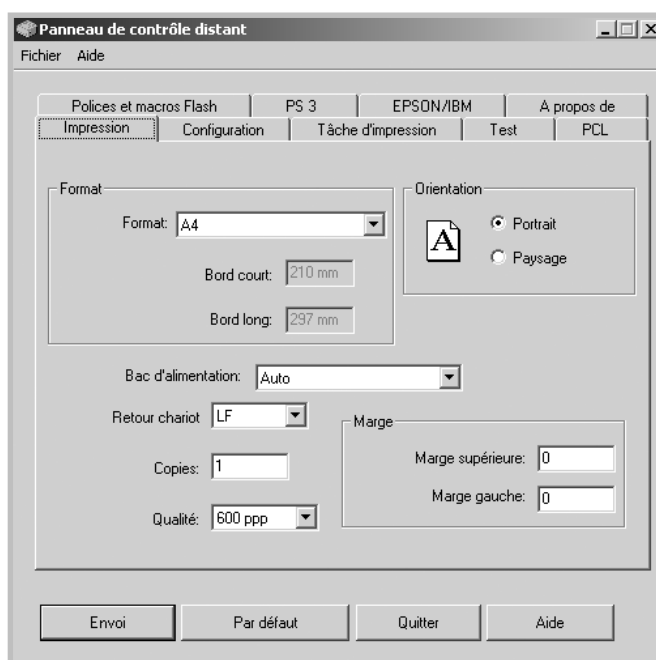 Panneau de contrôle distant
Fichier Aide
Polices et macros Flash PS 3 EPSON/IBM A propos de
Impression Configuration Tâche d'impression Test PCL
Format Orientation
Format: A4
A Portrait
Paysage
Bord court: 210 mm
Bord long: 297 mm
Bac d'alimentation: Auto
Retour chariot LF
Marge
Copies: 1
Marge supérieure: 0
Marge gauche: 0
Qualité: 600 ppp
Envoi Par défaut Quitter Aide